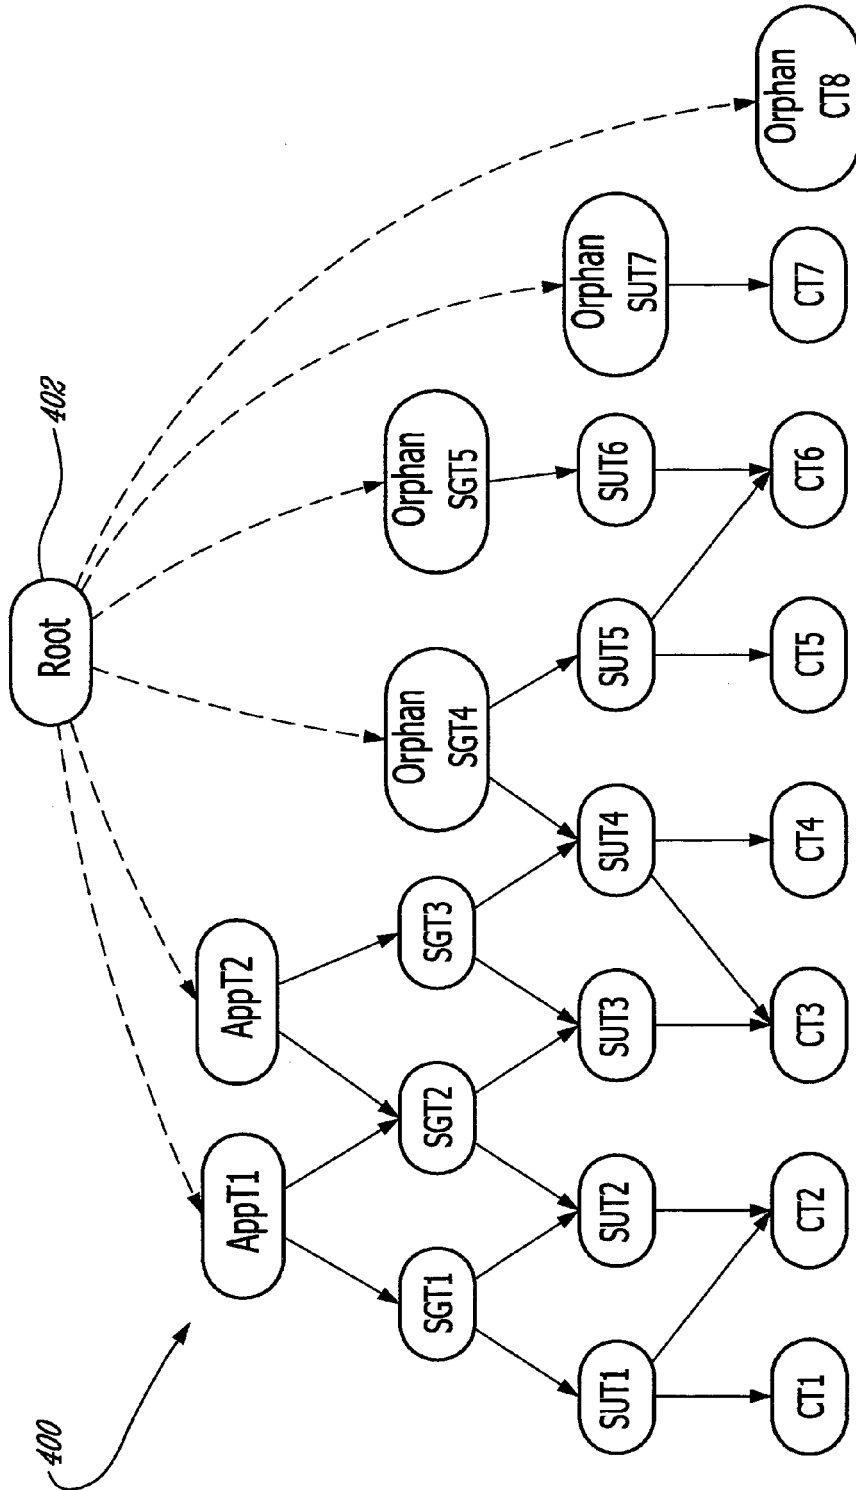 400
402
Root
AppT1
AppT2
SGT1
SGT2
SGT3
Orphan
SGT4
Orphan
SGT5
SUT1
SUT2
SUT3
SUT4
SUT5
SUT6
Orphan
SUT7
CT1
CT2
CT3
CT4
CT5
CT6
CT7
Orphan
CT8